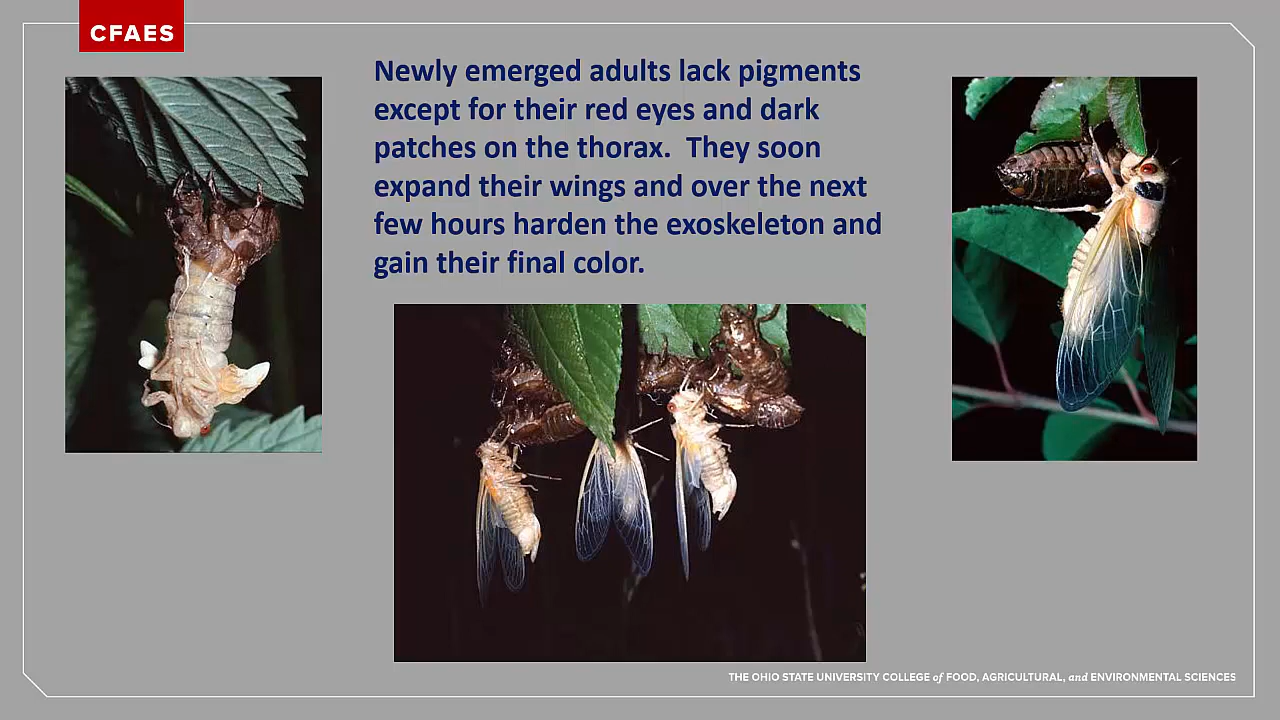 CFAES
Newly emerged adults lack pigments
except for their red eyes and dark
patches on the thorax.  They soon
expand their wings and over the next
few hours harden the exoskeleton and
gain their final color.
THE OHIO STATE UNIVERSITY COLLEGE of FOOD, AGRICULTURAL, and ENVIRONMENTAL SCIENCES